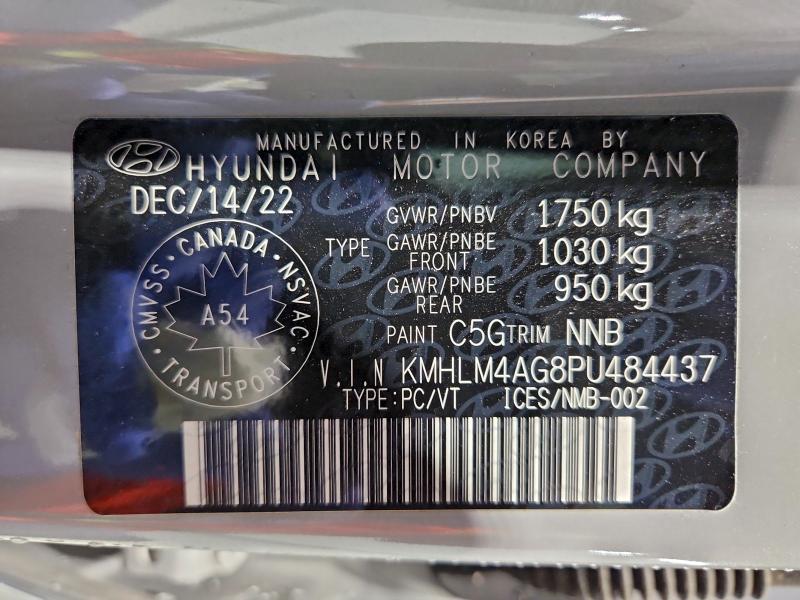 MANUFACTURED IN KOREA BY
HYUNDAI MOTOR COMPANY
DEC/14/22
GVWR/PNBV 1750 kg
TYPE
GAWR/PNBE FRONT 1030 kg
GAWR/PNBE REAR 950 kg
CMVSS · CANADA · NSVAC · TRANSPORT ·
A54
PAINT C5G TRIM NNB
V.I.N KMHLM4AG8PU484437
TYPE:PC/VT ICES/NMB-002